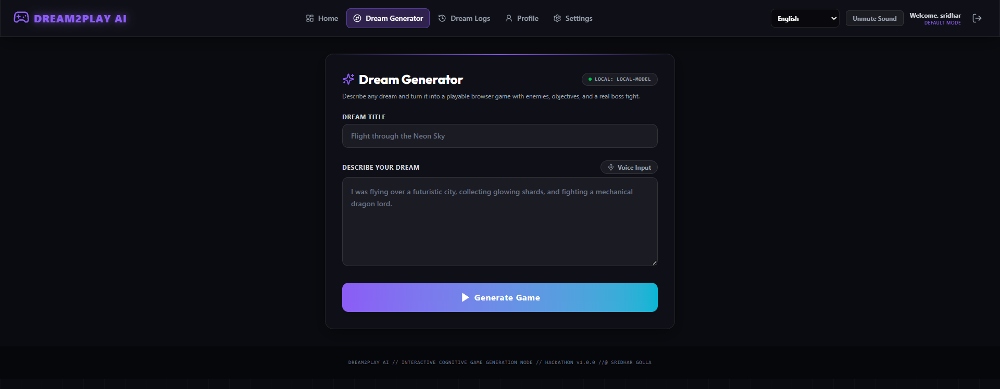 DREAM2PLAY AI
Home
Dream Generator
Dream Logs
Profile
Settings
English
Unmute Sound
Welcome, sridhar
DEFAULT MODE
Dream Generator
LOCAL: LOCAL-MODEL
Describe any dream and turn it into a playable browser game with enemies, objectives, and a real boss fight.
DREAM TITLE
Flight through the Neon Sky
DESCRIBE YOUR DREAM
Voice Input
I was flying over a futuristic city, collecting glowing shards, and fighting a mechanical
dragon lord.
Generate Game
DREAM2PLAY AI // INTERACTIVE COGNITIVE GAME GENERATION NODE // HACKATHON v1.0.0 //@ SRIDHAR GOLLA